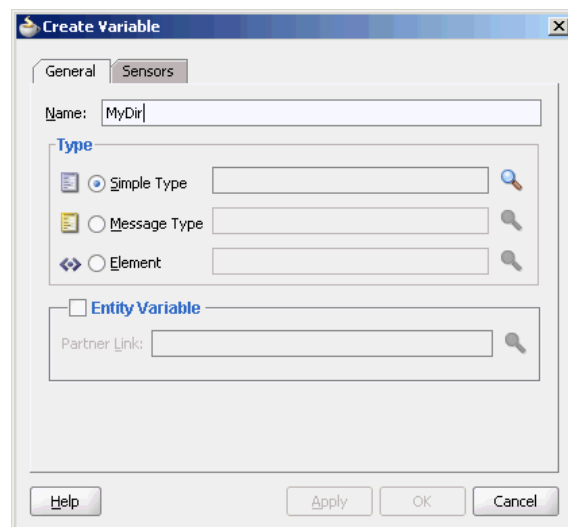 Create Variable
General Sensors
Name: MyDir
Type
Simple Type
Message Type
Element
Entity Variable
Partner Link:
Help Apply OK Cancel